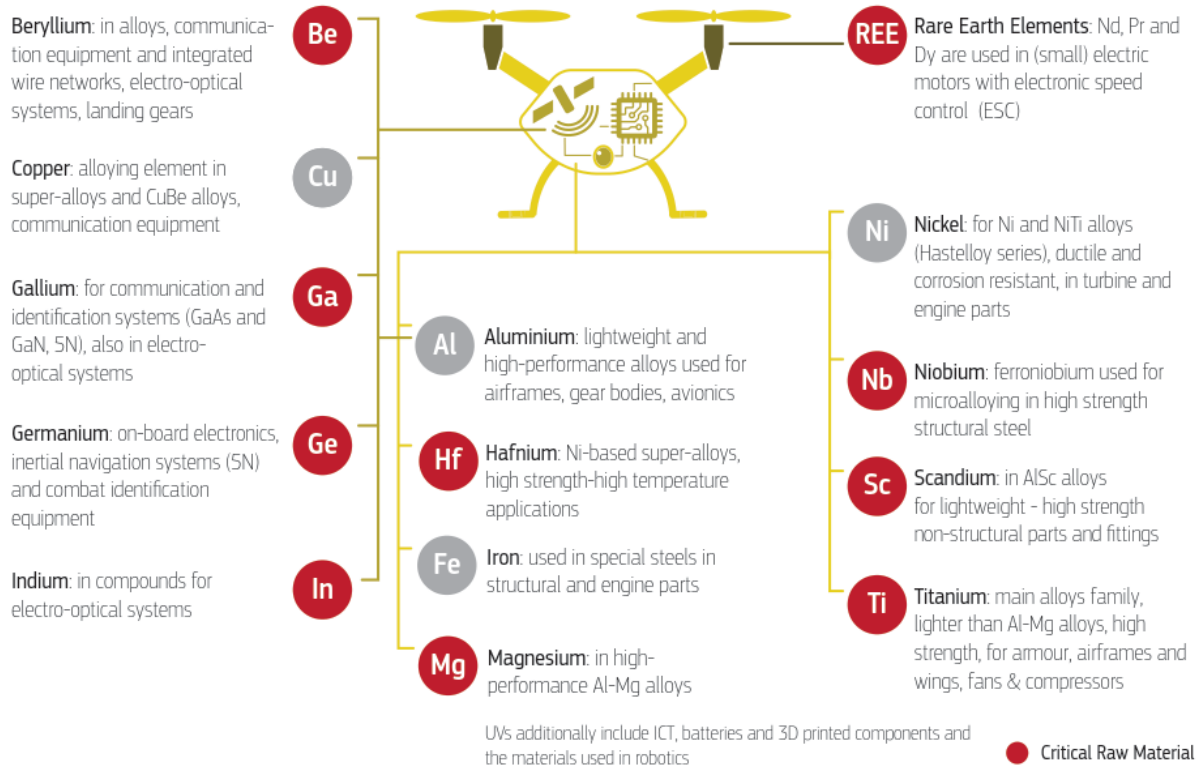 Be
Beryllium: in alloys, communica-
tion equipment and integrated
wire networks, electro-optical
systems, landing gears
Cu
Copper: alloying element in
super-alloys and CuBe alloys,
communication equipment
Ga
Gallium: for communication and
identification systems (GaAs and
GaN, SN), also in electro-
optical systems
Ge
Germanium: on-board electronics,
inertial navigation systems (SN)
and combat identification
equipment
In
Indium: in compounds for
electro-optical systems
Al
Aluminium: lightweight and
high-performance alloys used for
airframes, gear bodies, avionics
Hf
Hafnium: Ni-based super-alloys,
high strength-high temperature
applications
Fe
Iron: used in special steels in
structural and engine parts
Mg
Magnesium: in high-
performance Al-Mg alloys
REE
Rare Earth Elements: Nd, Pr and
Dy are used in (small) electric
motors with electronic speed
control (ESC)
Ni
Nickel: for Ni and NiTi alloys
(Hastelloy series), ductile and
corrosion resistant, in turbine and
engine parts
Nb
Niobium: ferroniobium used for
microalloying in high strength
structural steel
Sc
Scandium: in AlSc alloys
for lightweight - high strength
non-structural parts and fittings
Ti
Titanium: main alloys family,
lighter than Al-Mg alloys, high
strength, for armour, airframes and
wings, fans & compressors
UVs additionally include ICT, batteries and 3D printed components and
the materials used in robotics
Critical Raw Material